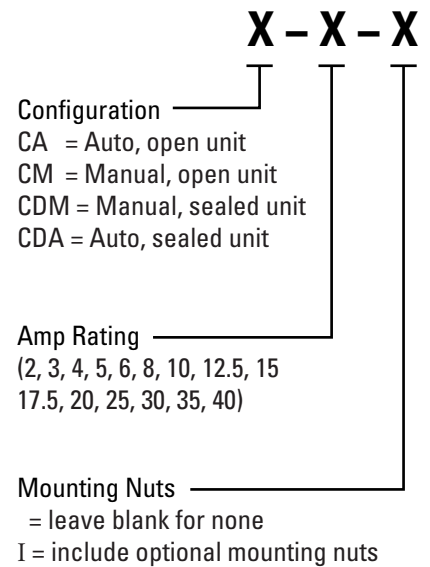 X – X – X
Configuration
CA = Auto, open unit
CM = Manual, open unit
CDM = Manual, sealed unit
CDA = Auto, sealed unit
Amp Rating
(2, 3, 4, 5, 6, 8, 10, 12.5, 15
17.5, 20, 25, 30, 35, 40)
Mounting Nuts
= leave blank for none
I = include optional mounting nuts